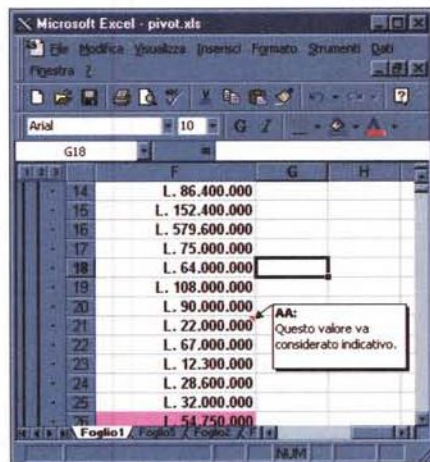 Microsoft Excel - pivot.xls
File Modifica Visualizza Inserisci Formato Strumenti Dati
Finestra ?
Arial 10 G I A
G18 =
1 2 3 F G H
14 L. 86.400.000
15 L. 152.400.000
16 L. 579.600.000
17 L. 75.000.000
18 L. 64.000.000
19 L. 108.000.000
20 L. 90.000.000
21 L. 22.000.000
22 L. 67.000.000
23 L. 12.300.000
24 L. 28.600.000
25 L. 32.000.000
26 L. 54.750.000
AA:
Questo valore va
considerato indicativo.
Foglio1 Foglio3 Foglio2 F
NUM